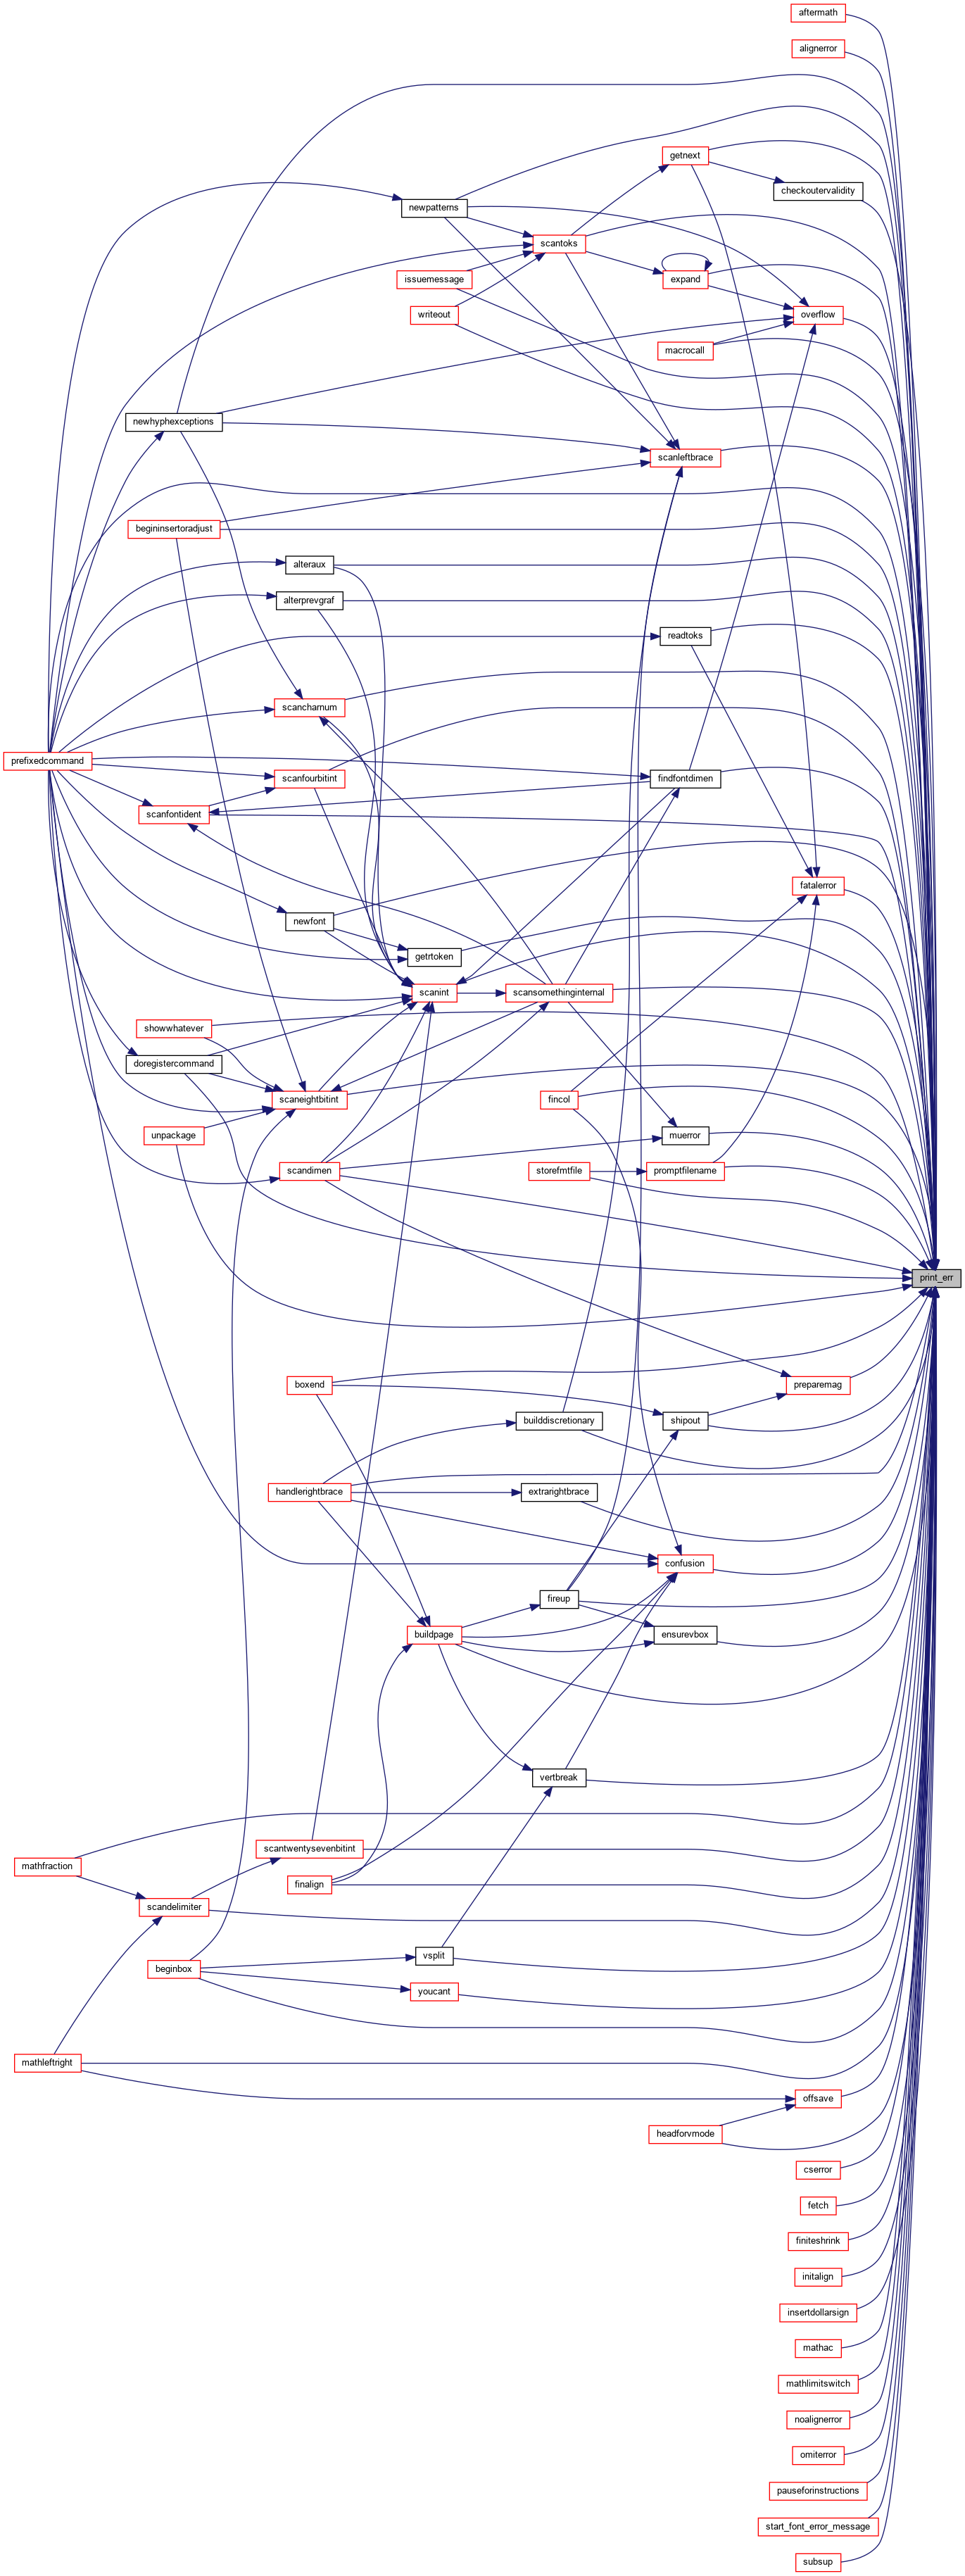 aftermath
alignerror
getnext
checkoutervalidity
newpatterns
scantoks
issuemessage
expand
writeout
overflow
macrocall
newhyphexceptions
scanleftbrace
begininsertoradjust
alteraux
alterprevgraf
readtoks
scancharnum
prefixedcommand
scanfourbitint
findfontdimen
scanfontident
fatalerror
newfont
getrtoken
scanint
scansomethinginternal
showwhatever
doregistercommand
scaneightbitint
fincol
unpackage
muerror
scandimen
storefmtfile
promptfilename
print_err
boxend
preparemag
builddiscretionary
shipout
handlerightbrace
extrarightbrace
confusion
fireup
buildpage
ensurevbox
vertbreak
scantwentysevenbitint
mathfraction
finalign
scandelimiter
vsplit
beginbox
youcant
mathleftright
offsave
headforvmode
cserror
fetch
finiteshrink
initalign
insertdollarsign
mathac
mathlimitswitch
noalignerror
omiterror
pauseforinstructions
start_font_error_message
subsup